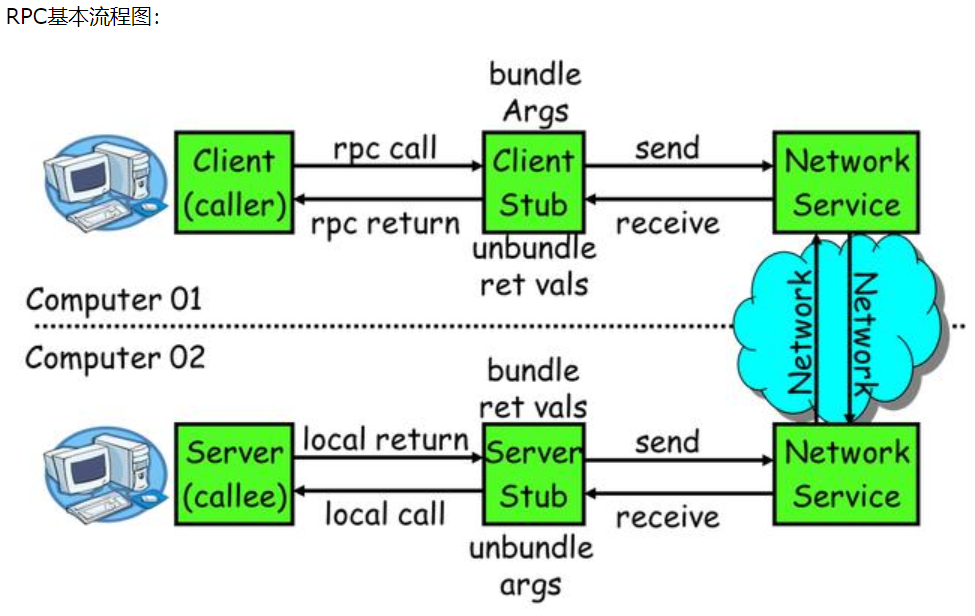 RPC基本流程图:
bundle
Args
Client
(caller)
rpc call
rpc return
Client
Stub
send
receive
Network
Service
unbundle
ret vals
Computer 01
Network
Network
Computer 02
bundle
ret vals
Server
(callee)
local return
local call
Server
Stub
send
receive
Network
Service
unbundle
args